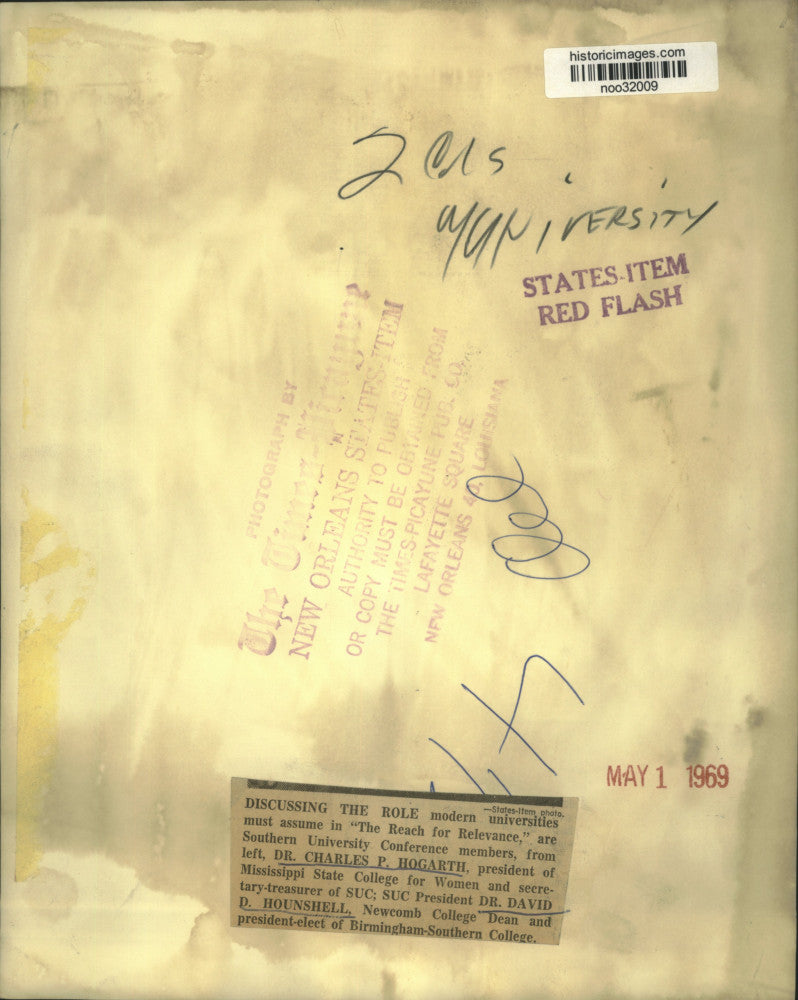 historicimages.com
noo32009
2 cls
UNIVERSITY
STATES-ITEM
RED FLASH
PHOTOGRAPH BY
The Times-Picayune
NEW ORLEANS STATES-ITEM
AUTHORITY TO PUBLISH
OR COPY MUST BE OBTAINED FROM
THE TIMES-PICAYUNE PUB. CO.
LAFAYETTE SQUARE
NEW ORLEANS 40, LOUISIANA
MAY 1 1969
—States-Item photo.
DISCUSSING THE ROLE modern universities
must assume in "The Reach for Relevance," are
Southern University Conference members, from
left, DR. CHARLES P. HOGARTH, president of
Mississippi State College for Women and secre-
tary-treasurer of SUC; SUC President DR. DAVID
D. HOUNSHELL, Newcomb College Dean and
president-elect of Birmingham-Southern College.